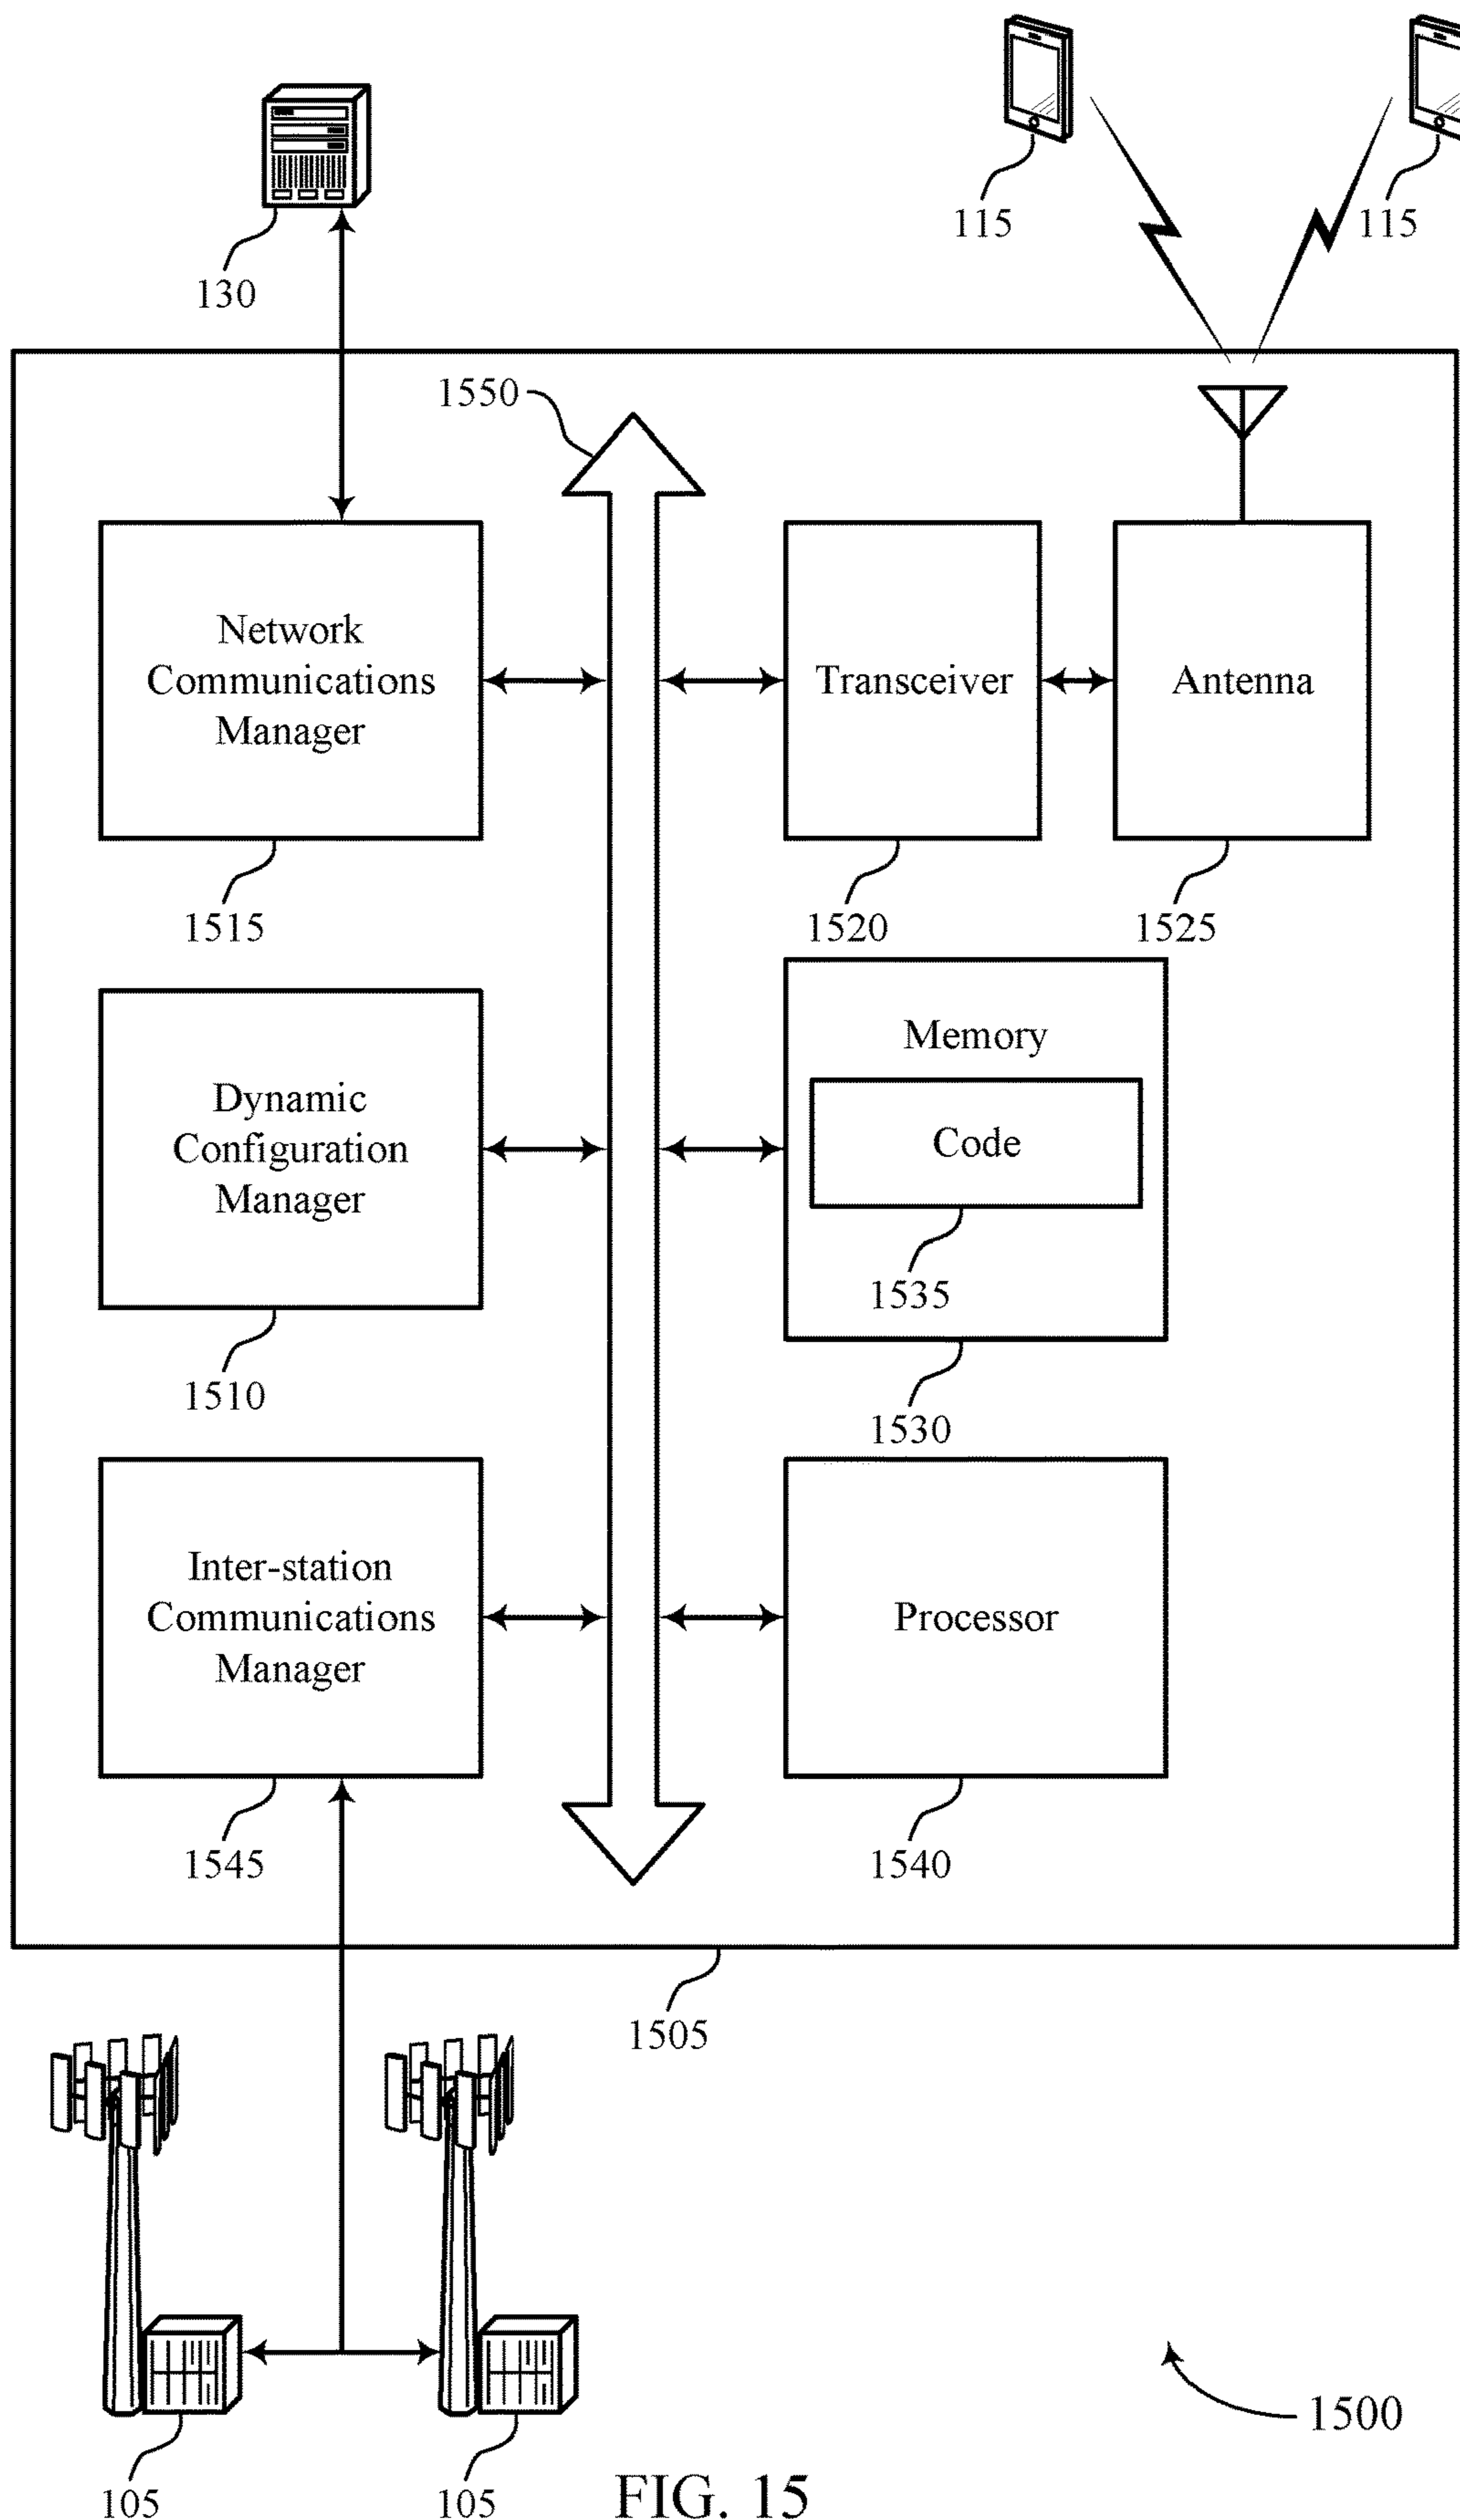 130
115
115
1550
Network
Communications
Manager
Transceiver
Antenna
1515
1520
1525
Dynamic
Configuration
Manager
Memory
Code
1535
1510
1530
Inter-station
Communications
Manager
Processor
1545
1540
1505
105
105
1500
FIG. 15